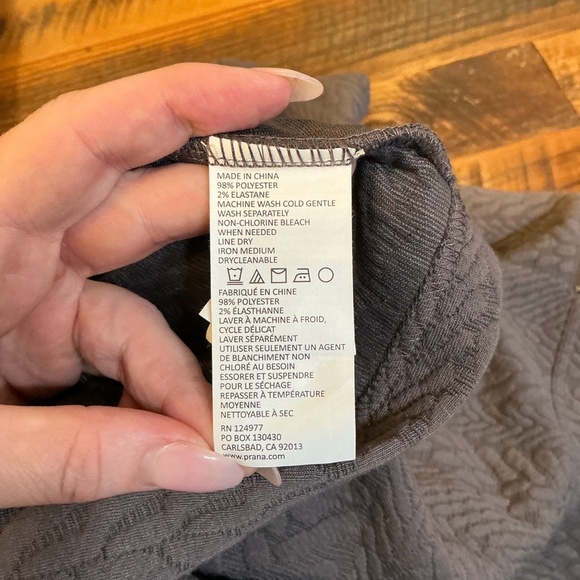 MADE IN CHINA
98% POLYESTER
2% ELASTANE
MACHINE WASH COLD GENTLE
WASH SEPARATELY
NON-CHLORINE BLEACH
WHEN NEEDED
LINE DRY
IRON MEDIUM
DRYCLEANABLE
FABRIQUÉ EN CHINE
98% POLYESTER
2% ÉLASTHANNE
LAVER À MACHINE À FROID,
CYCLE DÉLICAT
LAVER SÉPARÉMENT
UTILISER SEULEMENT UN AGENT
DE BLANCHIMENT NON
CHLORÉ AU BESOIN
ESSORER ET SUSPENDRE
POUR LE SÉCHAGE
REPASSER À TEMPÉRATURE
MOYENNE
NETTOYABLE À SEC
RN 124977
PO BOX 130430
CARLSBAD, CA 92013
www.prana.com